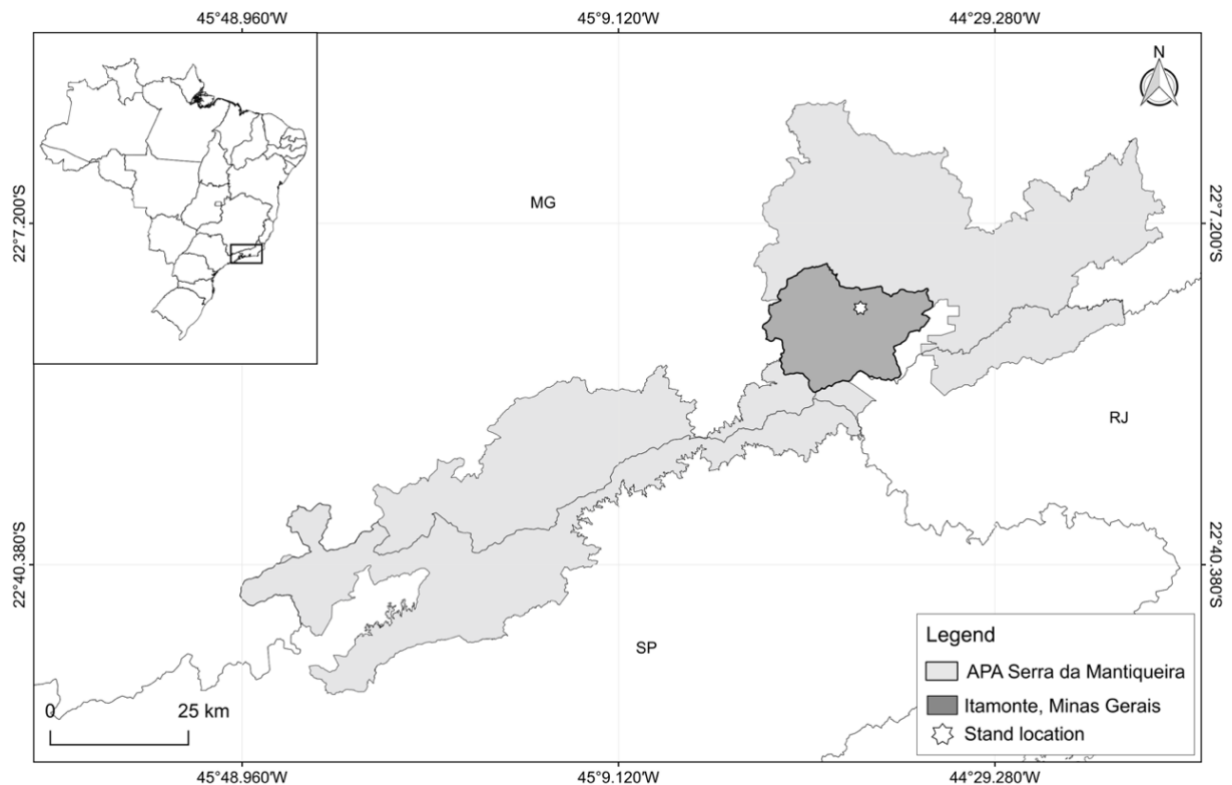 45°48.960'W 45°9.120'W 44°29.280'W
N
MG
22°7.200'S 22°7.200'S
RJ
22°40.380'S 22°40.380'S
SP
Legend
APA Serra da Mantiqueira
Itamonte, Minas Gerais
Stand location
0 25 km
45°48.960'W 45°9.120'W 44°29.280'W